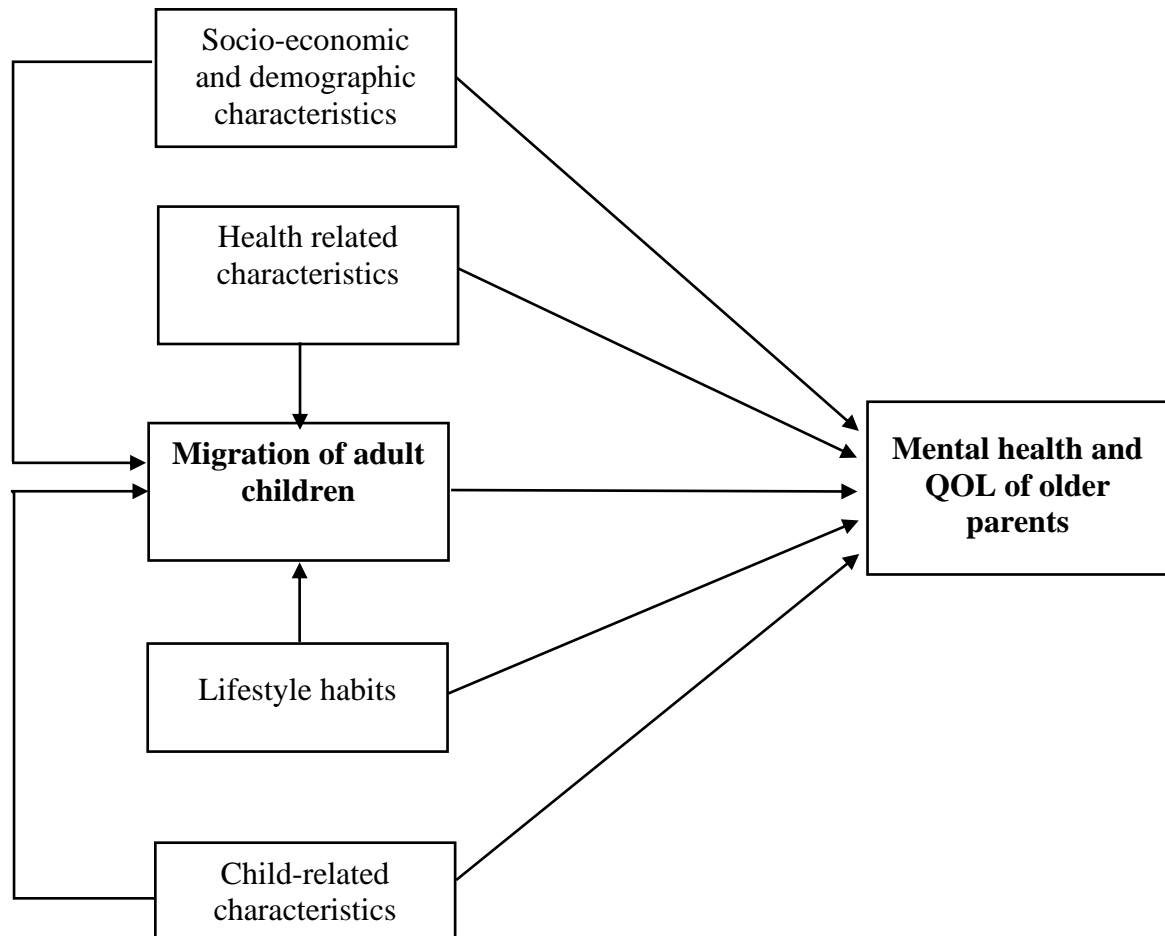 Socio-economic
and demographic
characteristics
Health related
characteristics
Migration of adult
children
Mental health and
QOL of older
parents
Lifestyle habits
Child-related
characteristics